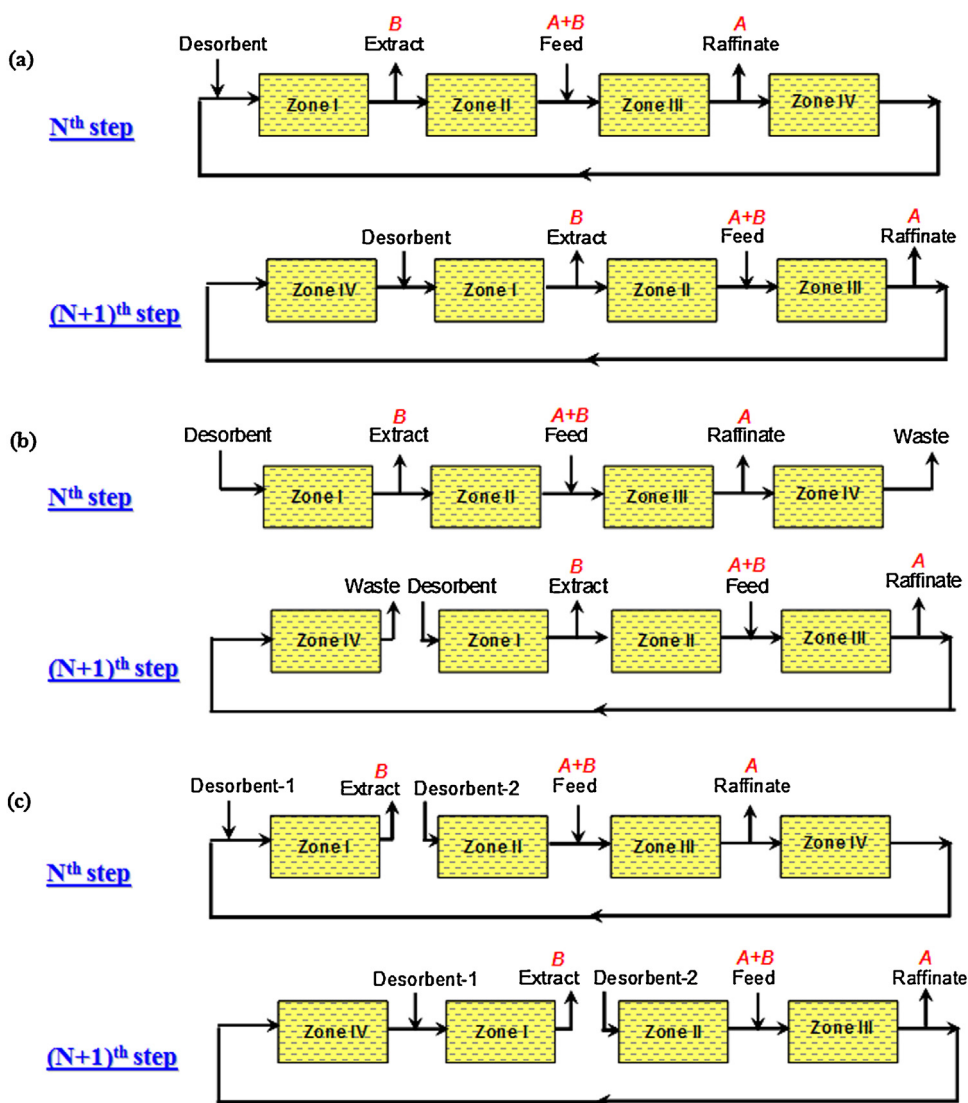 (a)
B A+B A
Desorbent Extract Feed Raffinate
Zone I Zone II Zone III Zone IV
Nth step
B A+B A
Desorbent Extract Feed Raffinate
Zone IV Zone I Zone II Zone III
(N+1)th step
(b)
B A+B A
Desorbent Extract Feed Raffinate Waste
Zone I Zone II Zone III Zone IV
Nth step
B A+B A
Waste Desorbent Extract Feed Raffinate
Zone IV Zone I Zone II Zone III
(N+1)th step
(c)
B A+B A
Desorbent-1 Extract Desorbent-2 Feed Raffinate
Zone I Zone II Zone III Zone IV
Nth step
B A+B A
Desorbent-1 Extract Desorbent-2 Feed Raffinate
Zone IV Zone I Zone II Zone III
(N+1)th step